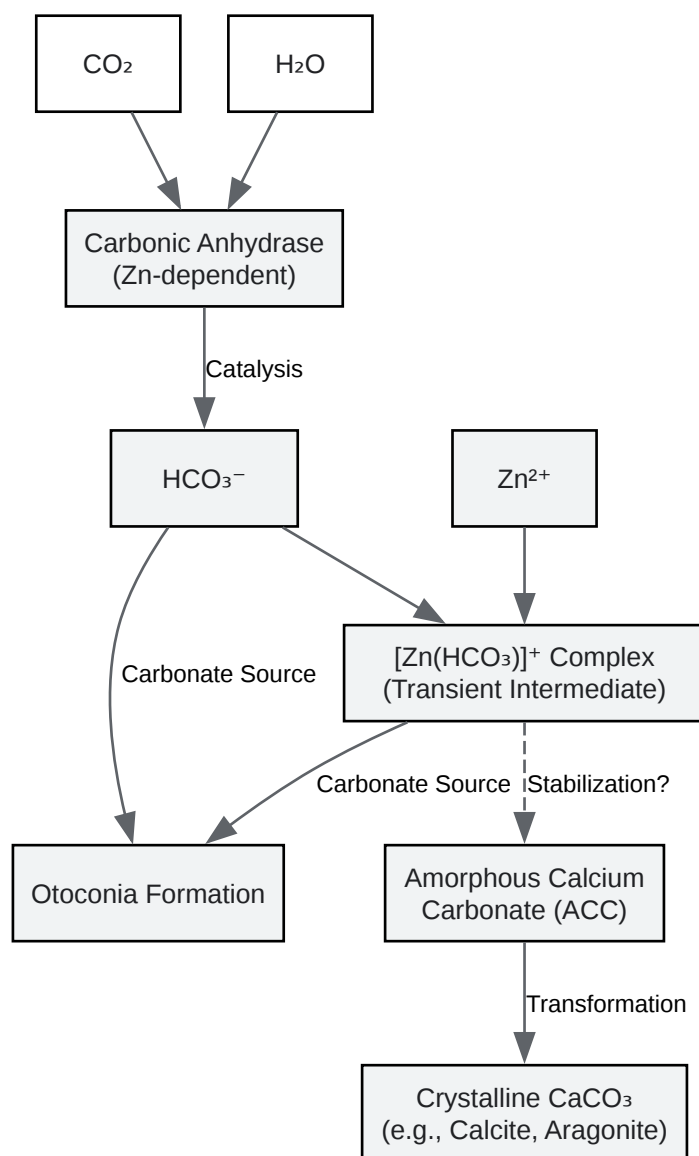 CO₂
H₂O
Carbonic Anhydrase
(Zn-dependent)
Catalysis
HCO₃⁻
Zn²⁺
[Zn(HCO₃)]⁺ Complex
(Transient Intermediate)
Carbonate Source
Carbonate Source
Stabilization?
Otoconia Formation
Amorphous Calcium
Carbonate (ACC)
Transformation
Crystalline CaCO₃
(e.g., Calcite, Aragonite)